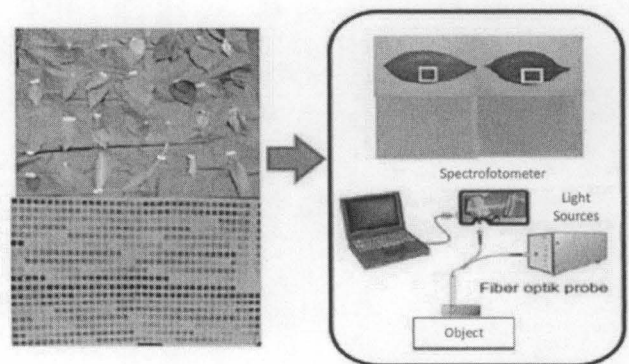 Spectrofotometer
Light
Sources
Fiber optik probe
Object